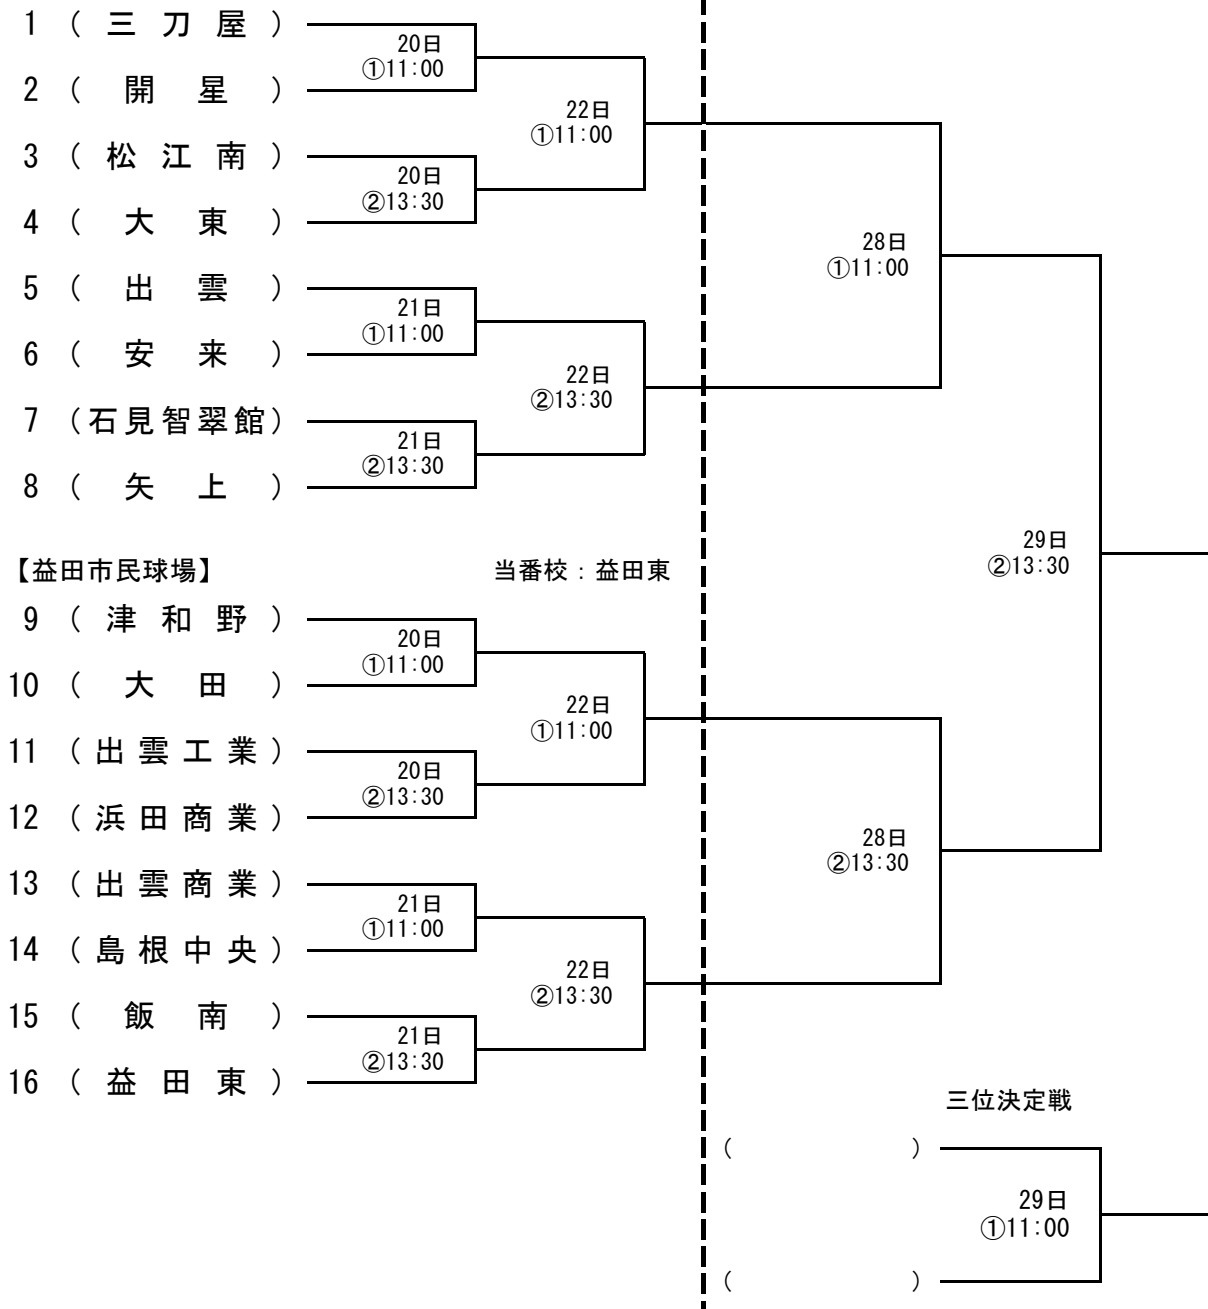 1 （ 三 刀 屋 ）
20日
①11:00
2 （ 開 星 ）
22日
①11:00
3 （ 松 江 南 ）
20日
②13:30
4 （ 大 東 ）
28日
①11:00
5 （ 出 雲 ）
21日
①11:00
6 （ 安 来 ）
22日
②13:30
7 （石見智翠館）
21日
②13:30
8 （ 矢 上 ）
29日
②13:30
【益田市民球場】 当番校：益田東
9 （ 津 和 野 ）
20日
①11:00
10 （ 大 田 ）
22日
①11:00
11 （ 出 雲 工 業 ）
20日
②13:30
12 （ 浜 田 商 業 ）
28日
②13:30
13 （ 出 雲 商 業 ）
21日
①11:00
14 （ 島 根 中 央 ）
22日
②13:30
15 （ 飯 南 ）
21日
②13:30
16 （ 益 田 東 ）
三位決定戦
（ ）
29日
①11:00
（ ）